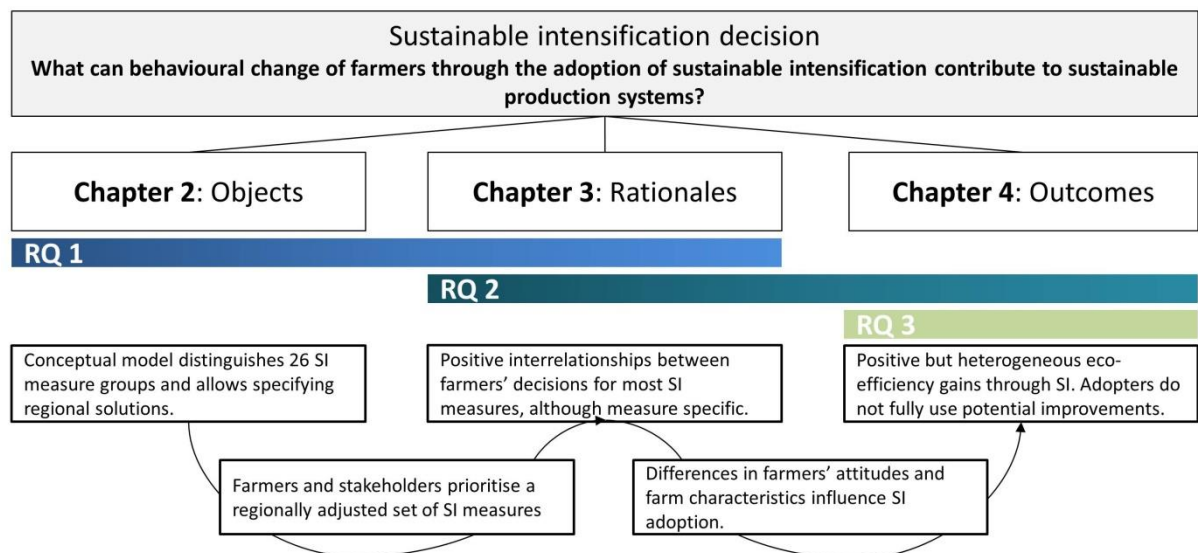 Sustainable intensification decision
What can behavioural change of farmers through the adoption of sustainable intensification contribute to sustainable
production systems?
Chapter 2: Objects
Chapter 3: Rationales
Chapter 4: Outcomes
RQ 1
RQ 2
RQ 3
Conceptual model distinguishes 26 SI
measure groups and allows specifying
regional solutions.
Positive interrelationships between
farmers’ decisions for most SI
measures, although measure specific.
Positive but heterogeneous eco-
efficiency gains through SI. Adopters do
not fully use potential improvements.
Farmers and stakeholders prioritise a
regionally adjusted set of SI measures
Differences in farmers’ attitudes and
farm characteristics influence SI
adoption.